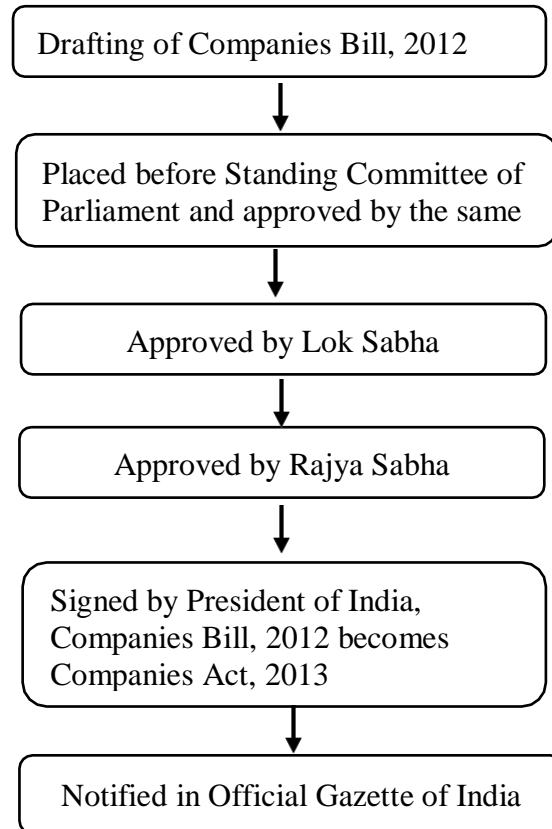 Drafting of Companies Bill, 2012
Placed before Standing Committee of
Parliament and approved by the same
Approved by Lok Sabha
Approved by Rajya Sabha
Signed by President of India,
Companies Bill, 2012 becomes
Companies Act, 2013
Notified in Official Gazette of India